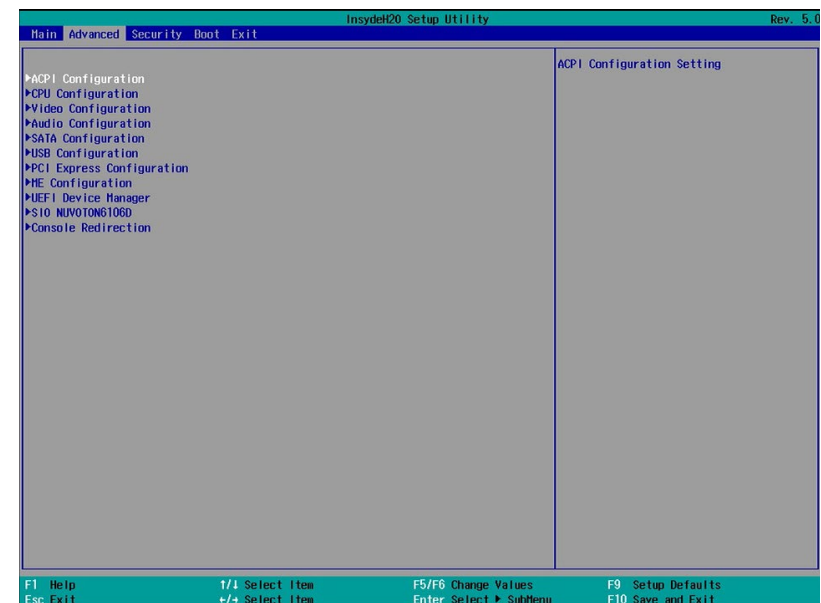 InsydeH2O Setup Utility Rev. 5.0
Main Advanced Security Boot Exit
ACPI Configuration Setting
▶ACPI Configuration
▶CPU Configuration
▶Video Configuration
▶Audio Configuration
▶SATA Configuration
▶USB Configuration
▶PCI Express Configuration
▶ME Configuration
▶UEFI Device Manager
▶SIO NUVOTON6106D
▶Console Redirection
F1 Help ↑/↓ Select Item F5/F6 Change Values F9 Setup Defaults
Esc Exit ←/→ Select Item Enter Select ▶ SubMenu F10 Save and Exit